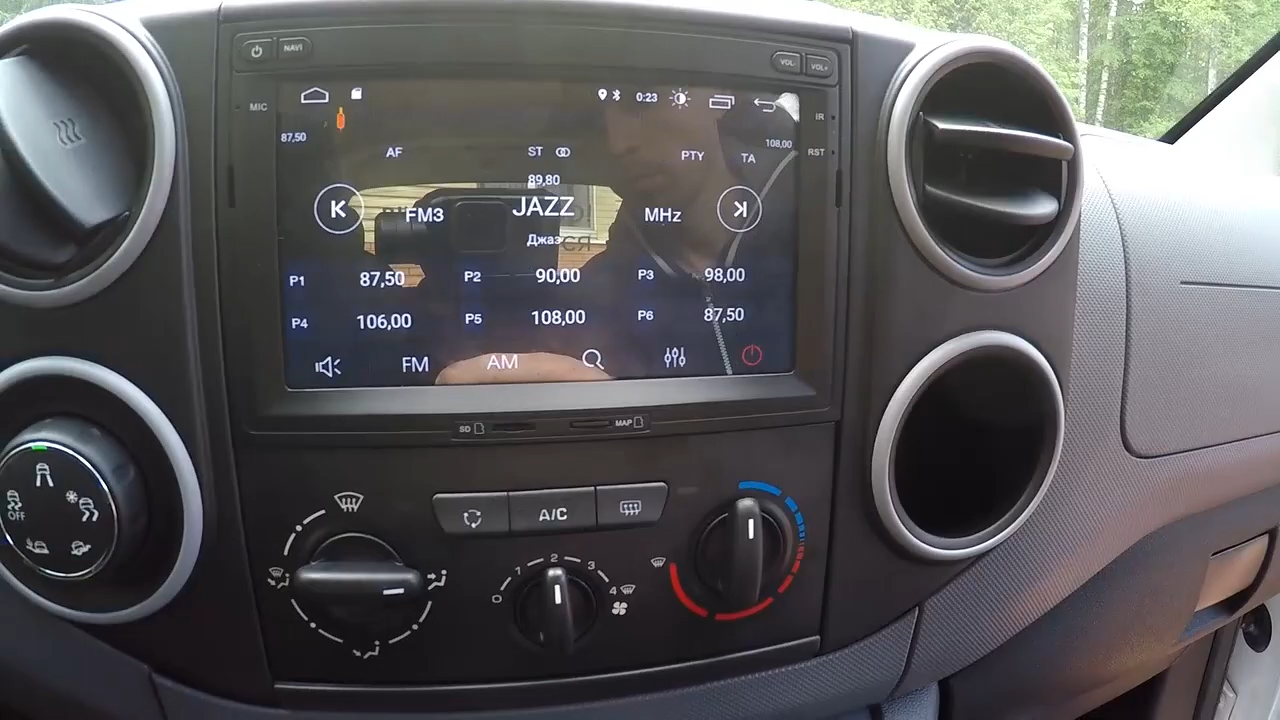 NAVI
VOL-
VOL+
MIC
0:23
IR
87,50
108,00
RST
AF
ST
PTY
TA
89,80
FM3
JAZZ
MHz
Джаз
P1 87,50
P2 90,00
P3 98,00
P4 106,00
P5 108,00
P6 87,50
FM
AM
SD
MAP
A/C
OFF
0 1 2 3 4